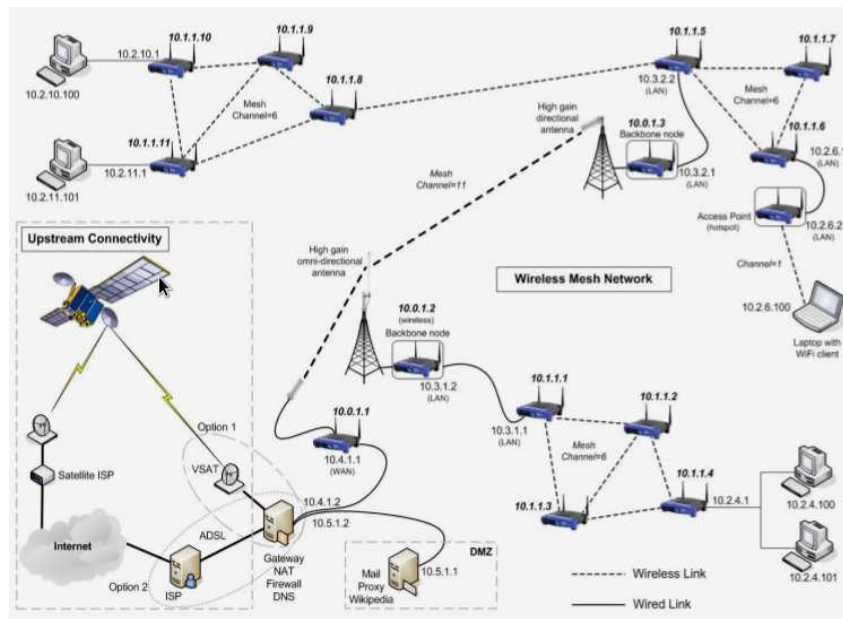 10.1.1.10
10.1.1.9
10.1.1.5
10.1.1.7
10.2.10.1
10.1.1.8
10.2.10.100
Mesh
Channel=6
10.3.2.2
(LAN)
Mesh
Channel=6
High gain
directional
antenna
10.0.1.3
Backbone node
10.1.1.6
10.1.1.11
10.2.6.1
(LAN)
10.2.11.1
10.2.11.101
Mesh
Channel=11
10.3.2.1
(LAN)
Access Point
(hotspot)
10.2.6.2
(LAN)
Upstream Connectivity
High gain
omni-directional
antenna
Wireless Mesh Network
Channel=1
10.2.6.100
10.0.1.2
(wireless)
Backbone node
Laptop with
WiFi client
10.3.1.2
(LAN)
10.1.1.1
10.1.1.2
10.0.1.1
10.3.1.1
(LAN)
Option 1
Mesh
Channel=6
10.4.1.1
(WAN)
VSAT
Satellite ISP
10.1.1.4
10.2.4.1
10.2.4.100
10.4.1.2
10.1.1.3
10.5.1.2
ADSL
Internet
DMZ
Gateway
NAT
Firewall
DNS
10.5.1.1
Mail
Proxy
Wikipedia
10.2.4.101
Option 2
ISP
Wireless Link
Wired Link